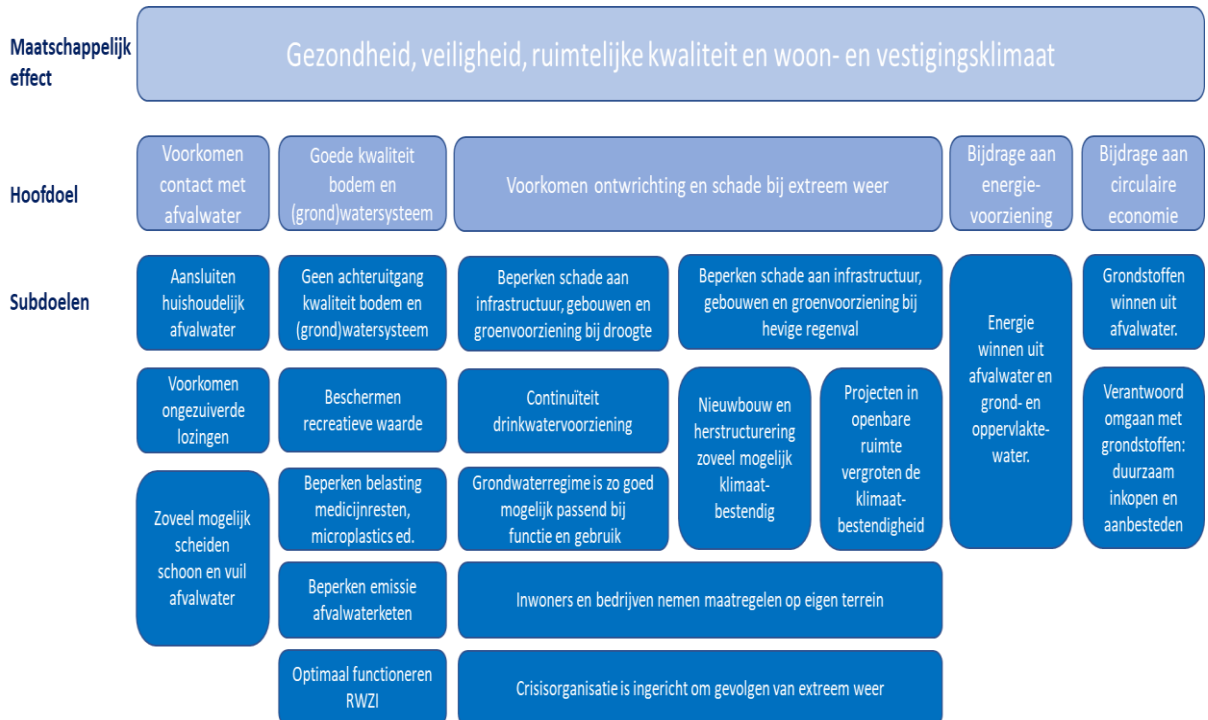 Maatschappelijk
effect
Gezondheid, veiligheid, ruimtelijke kwaliteit en woon- en vestigingsklimaat
Hoofdoel
Voorkomen
contact met
afvalwater
Goede kwaliteit
bodem en
(grond)watersysteem
Voorkomen ontwrichting en schade bij extreem weer
Bijdrage aan
energie-
voorziening
Bijdrage aan
circulaire
economie
Subdoelen
Aansluiten
huishoudelijk
afvalwater
Geen achteruitgang
kwaliteit bodem en
(grond)watersysteem
Beperken schade aan
infrastructuur, gebouwen en
groenvoorziening bij droogte
Beperken schade aan infrastructuur,
gebouwen en groenvoorziening bij
hevige regenval
Energie
winnen uit
afvalwater en
grond- en
oppervlakte-
water.
Grondstoffen
winnen uit
afvalwater.
Voorkomen
ongezuiverde
lozingen
Beschermen
recreatieve waarde
Continuïteit
drinkwatervoorziening
Nieuwbouw en
herstructurering
zoveel mogelijk
klimaat-
bestendig
Projecten in
openbare
ruimte
vergroten de
klimaat-
bestendigheid
Verantwoord
omgaan met
grondstoffen:
duurzaam
inkopen en
aanbesteden
Zoveel mogelijk
scheiden
schoon en vuil
afvalwater
Beperken belasting
medicijnresten,
microplastics ed.
Grondwaterregime is zo goed
mogelijk passend bij
functie en gebruik
Beperken emissie
afvalwaterketen
Inwoners en bedrijven nemen maatregelen op eigen terrein
Optimaal functioneren
RWZI
Crisisorganisatie is ingericht om gevolgen van extreem weer